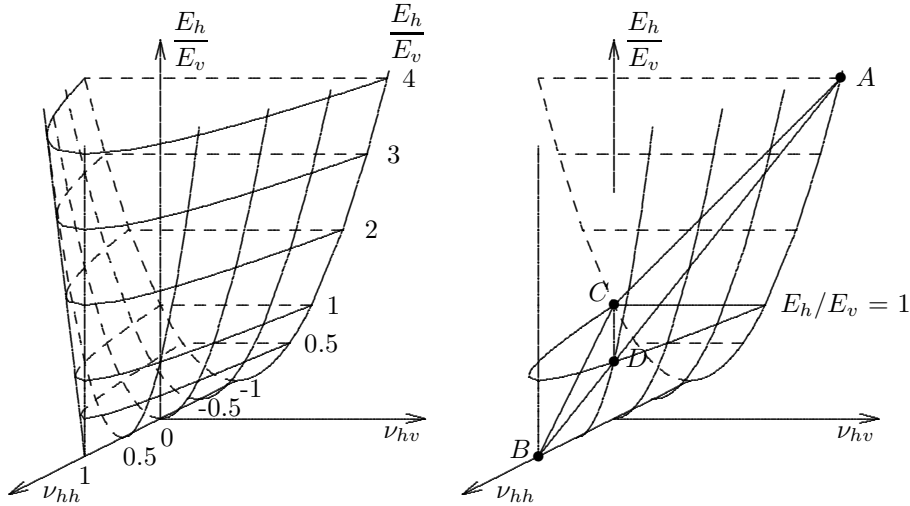 E_h/E_v
E_h/E_v
4
3
2
1
0.5
-1
-0.5
0
0.5
1
ν_hv
ν_hh
E_h/E_v
A
C
E_h/E_v = 1
D
B
ν_hv
ν_hh